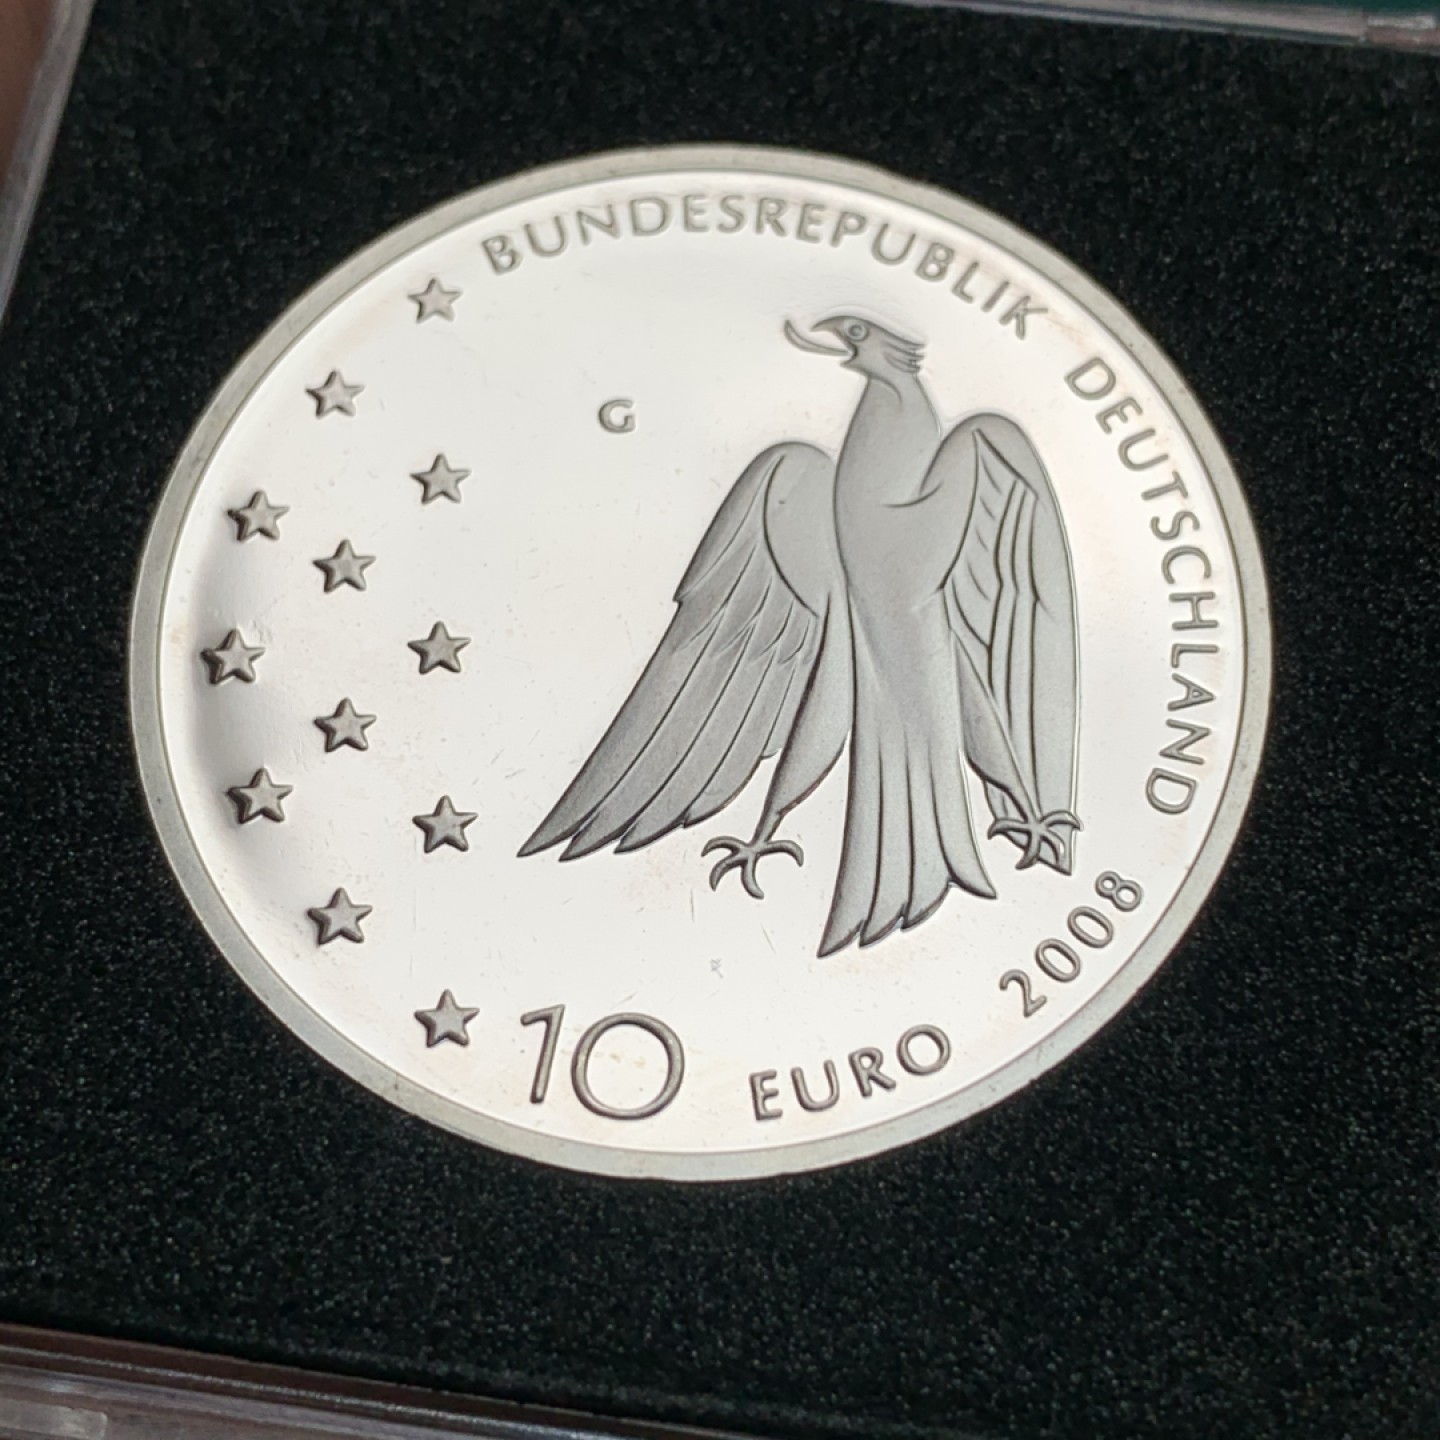 BUNDESREPUBLIK DEUTSCHLAND
G
10 EURO 2008